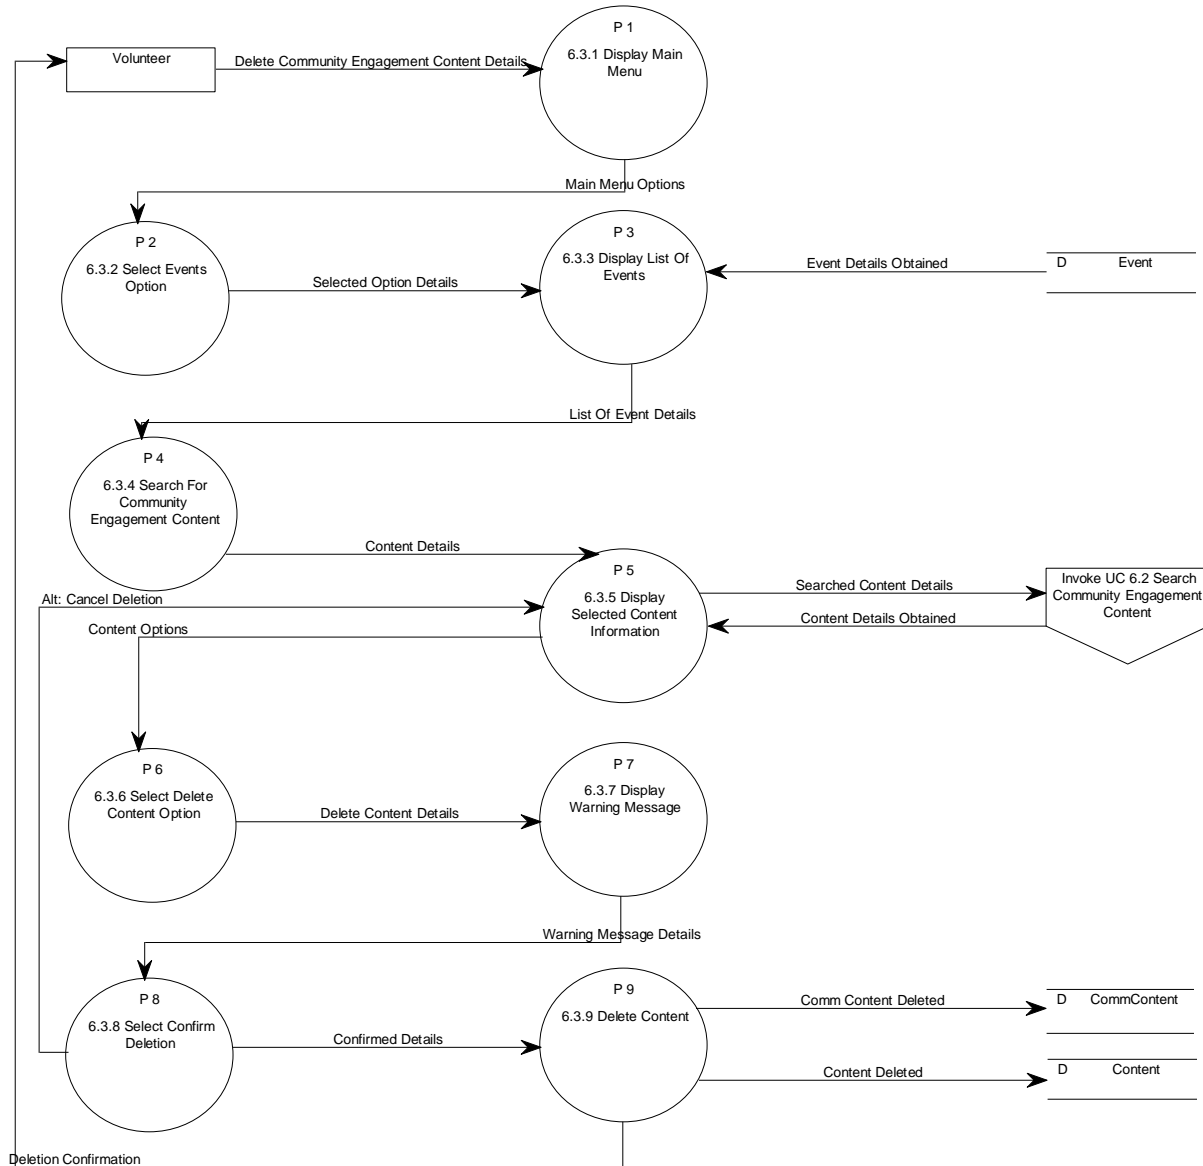 P 1
Volunteer
Delete Community Engagement Content Details
6.3.1 Display Main
Menu
Main Menu Options
P 2
6.3.2 Select Events
Option
Selected Option Details
P 3
6.3.3 Display List Of
Events
Event Details Obtained
D Event
List Of Event Details
P 4
6.3.4 Search For
Community
Engagement Content
Content Details
P 5
6.3.5 Display
Selected Content
Information
Searched Content Details
Content Details Obtained
Invoke UC 6.2 Search
Community Engagement
Content
Alt: Cancel Deletion
Content Options
P 6
6.3.6 Select Delete
Content Option
Delete Content Details
P 7
6.3.7 Display
Warning Message
Warning Message Details
P 8
6.3.8 Select Confirm
Deletion
Confirmed Details
P 9
6.3.9 Delete Content
Comm Content Deleted
D CommContent
Content Deleted
D Content
Deletion Confirmation